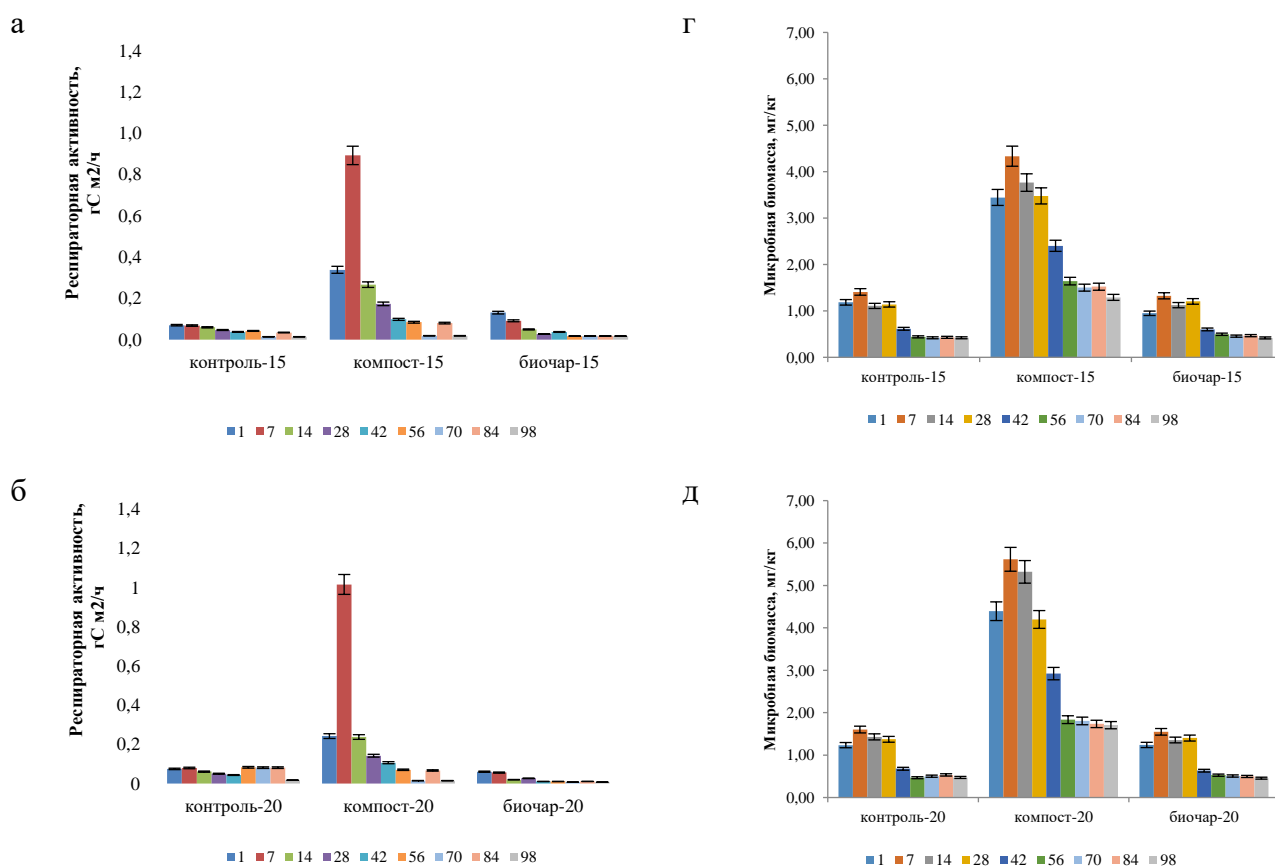 а
Респираторная активность,
гС м2/ч
1,4
1,2
1,0
0,8
0,6
0,4
0,2
0,0
контроль-15
компост-15
биочар-15
1 7 14 28 42 56 70 84 98
г
Микробная биомасса, мг/кг
7,00
6,00
5,00
4,00
3,00
2,00
1,00
0,00
контроль-15
компост-15
биочар-15
1 7 14 28 42 56 70 84 98
б
Респираторная активность,
гС м2/ч
1,4
1,2
1
0,8
0,6
0,4
0,2
0
контроль-20
компост-20
биочар-20
1 7 14 28 42 56 70 84 98
д
Микробная биомасса, мг/кг
7,00
6,00
5,00
4,00
3,00
2,00
1,00
0,00
контроль-20
компост-20
биочар-20
1 7 14 28 42 56 70 84 98